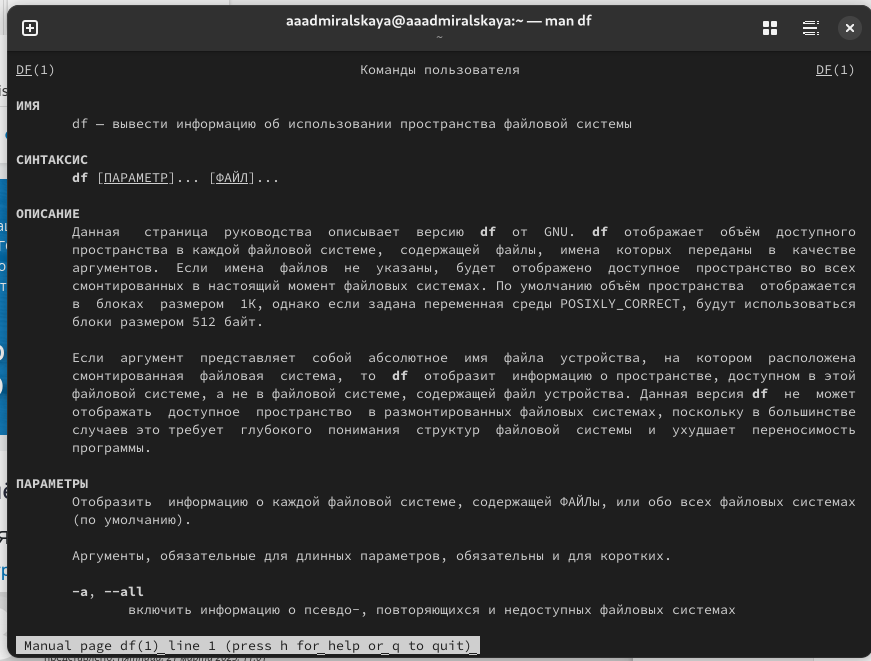 aaadmiralskaya@aaadmiralskaya:~ — man df
~
DF(1) Команды пользователя DF(1)
ИМЯ
df – вывести информацию об использовании пространства файловой системы
СИНТАКСИС
df [ПАРАМЕТР]... [ФАЙЛ]...
ОПИСАНИЕ
Данная страница руководства описывает версию df от GNU. df отображает объём доступного
пространства в каждой файловой системе, содержащей файлы, имена которых переданы в качестве
аргументов. Если имена файлов не указаны, будет отображено доступное пространство во всех
смонтированных в настоящий момент файловых системах. По умолчанию объём пространства отображается
в блоках размером 1K, однако если задана переменная среды POSIXLY_CORRECT, будут использоваться
блоки размером 512 байт.
Если аргумент представляет собой абсолютное имя файла устройства, на котором расположена
смонтированная файловая система, то df отобразит информацию о пространстве, доступном в этой
файловой системе, а не в файловой системе, содержащей файл устройства. Данная версия df не может
отображать доступное пространство в размонтированных файловых системах, поскольку в большинстве
случаев это требует глубокого понимания структур файловой системы и ухудшает переносимость
программы.
ПАРАМЕТРЫ
Отобразить информацию о каждой файловой системе, содержащей ФАЙЛы, или обо всех файловых системах
(по умолчанию).
Аргументы, обязательные для длинных параметров, обязательны и для коротких.
-a, --all
включить информацию о псевдо-, повторяющихся и недоступных файловых системах
Manual page df(1) line 1 (press h for help or q to quit)